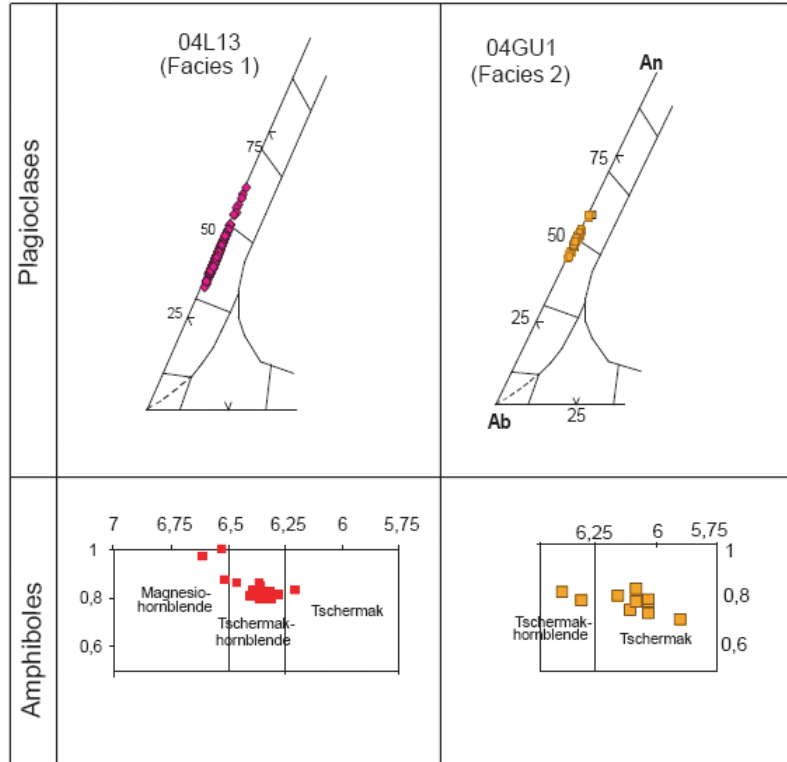 04L13
(Facies 1)
75
50
25
04GU1
(Facies 2)
An
75
50
25
Ab
25
Plagioclases
7 6,75 6,5 6,25 6 5,75
1
0,8
0,6
Magnesio-
hornblende
Tschermak-
hornblende
Tschermak
6,25 6 5,75
1
0,8
0,6
Tschermak-
hornblende
Tschermak
Amphiboles